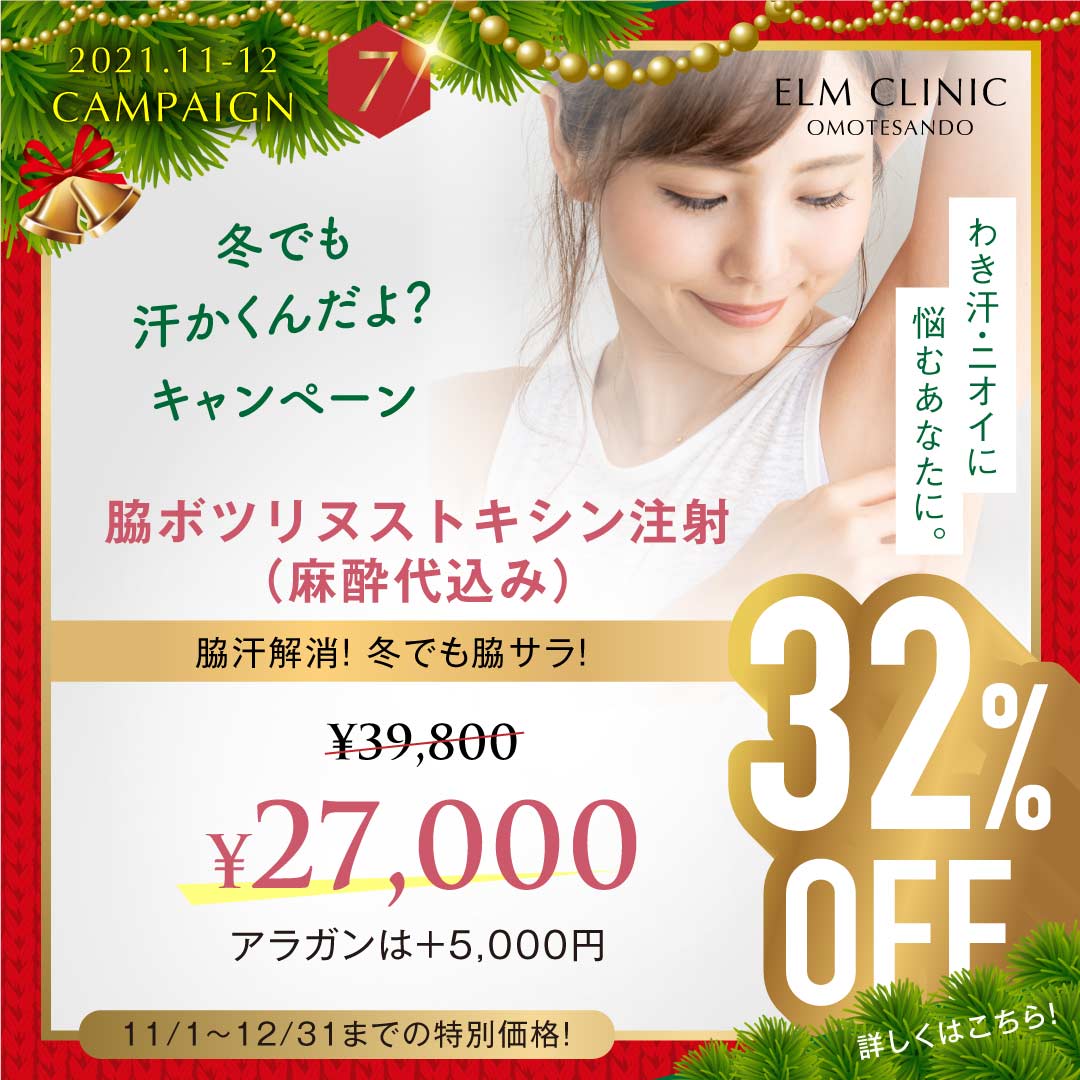 2021.11-12
CAMPAIGN
7
ELM CLINIC
OMOTESANDO
冬でも
汗かくんだよ?
キャンペーン
わき汗・ニオイに
悩むあなたに。
脇ボツリヌストキシン注射
(麻酔代込み)
脇汗解消! 冬でも脇サラ!
¥39,800
¥27,000
アラガンは+5,000円
32%
OFF
11/1〜12/31までの特別価格!
詳しくはこちら!